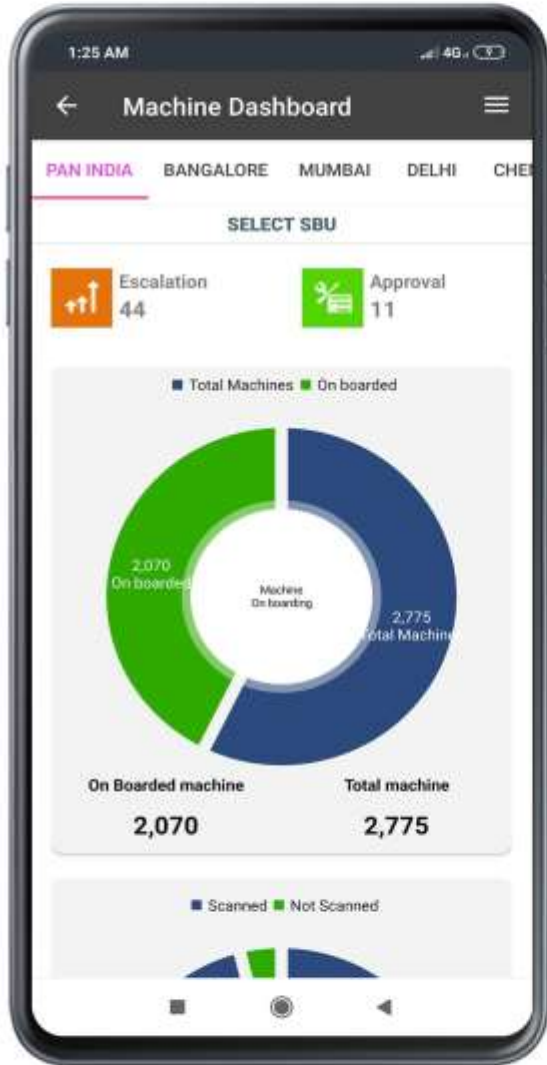 1:25 AM
4G
Machine Dashboard
PAN INDIA BANGALORE MUMBAI DELHI CHE
SELECT SBU
Escalation
44
Approval
11
Total Machines On boarded
2,070
On boarded
Machine
On boarding
2,775
Total Machine
On Boarded machine
2,070
Total machine
2,775
Scanned Not Scanned